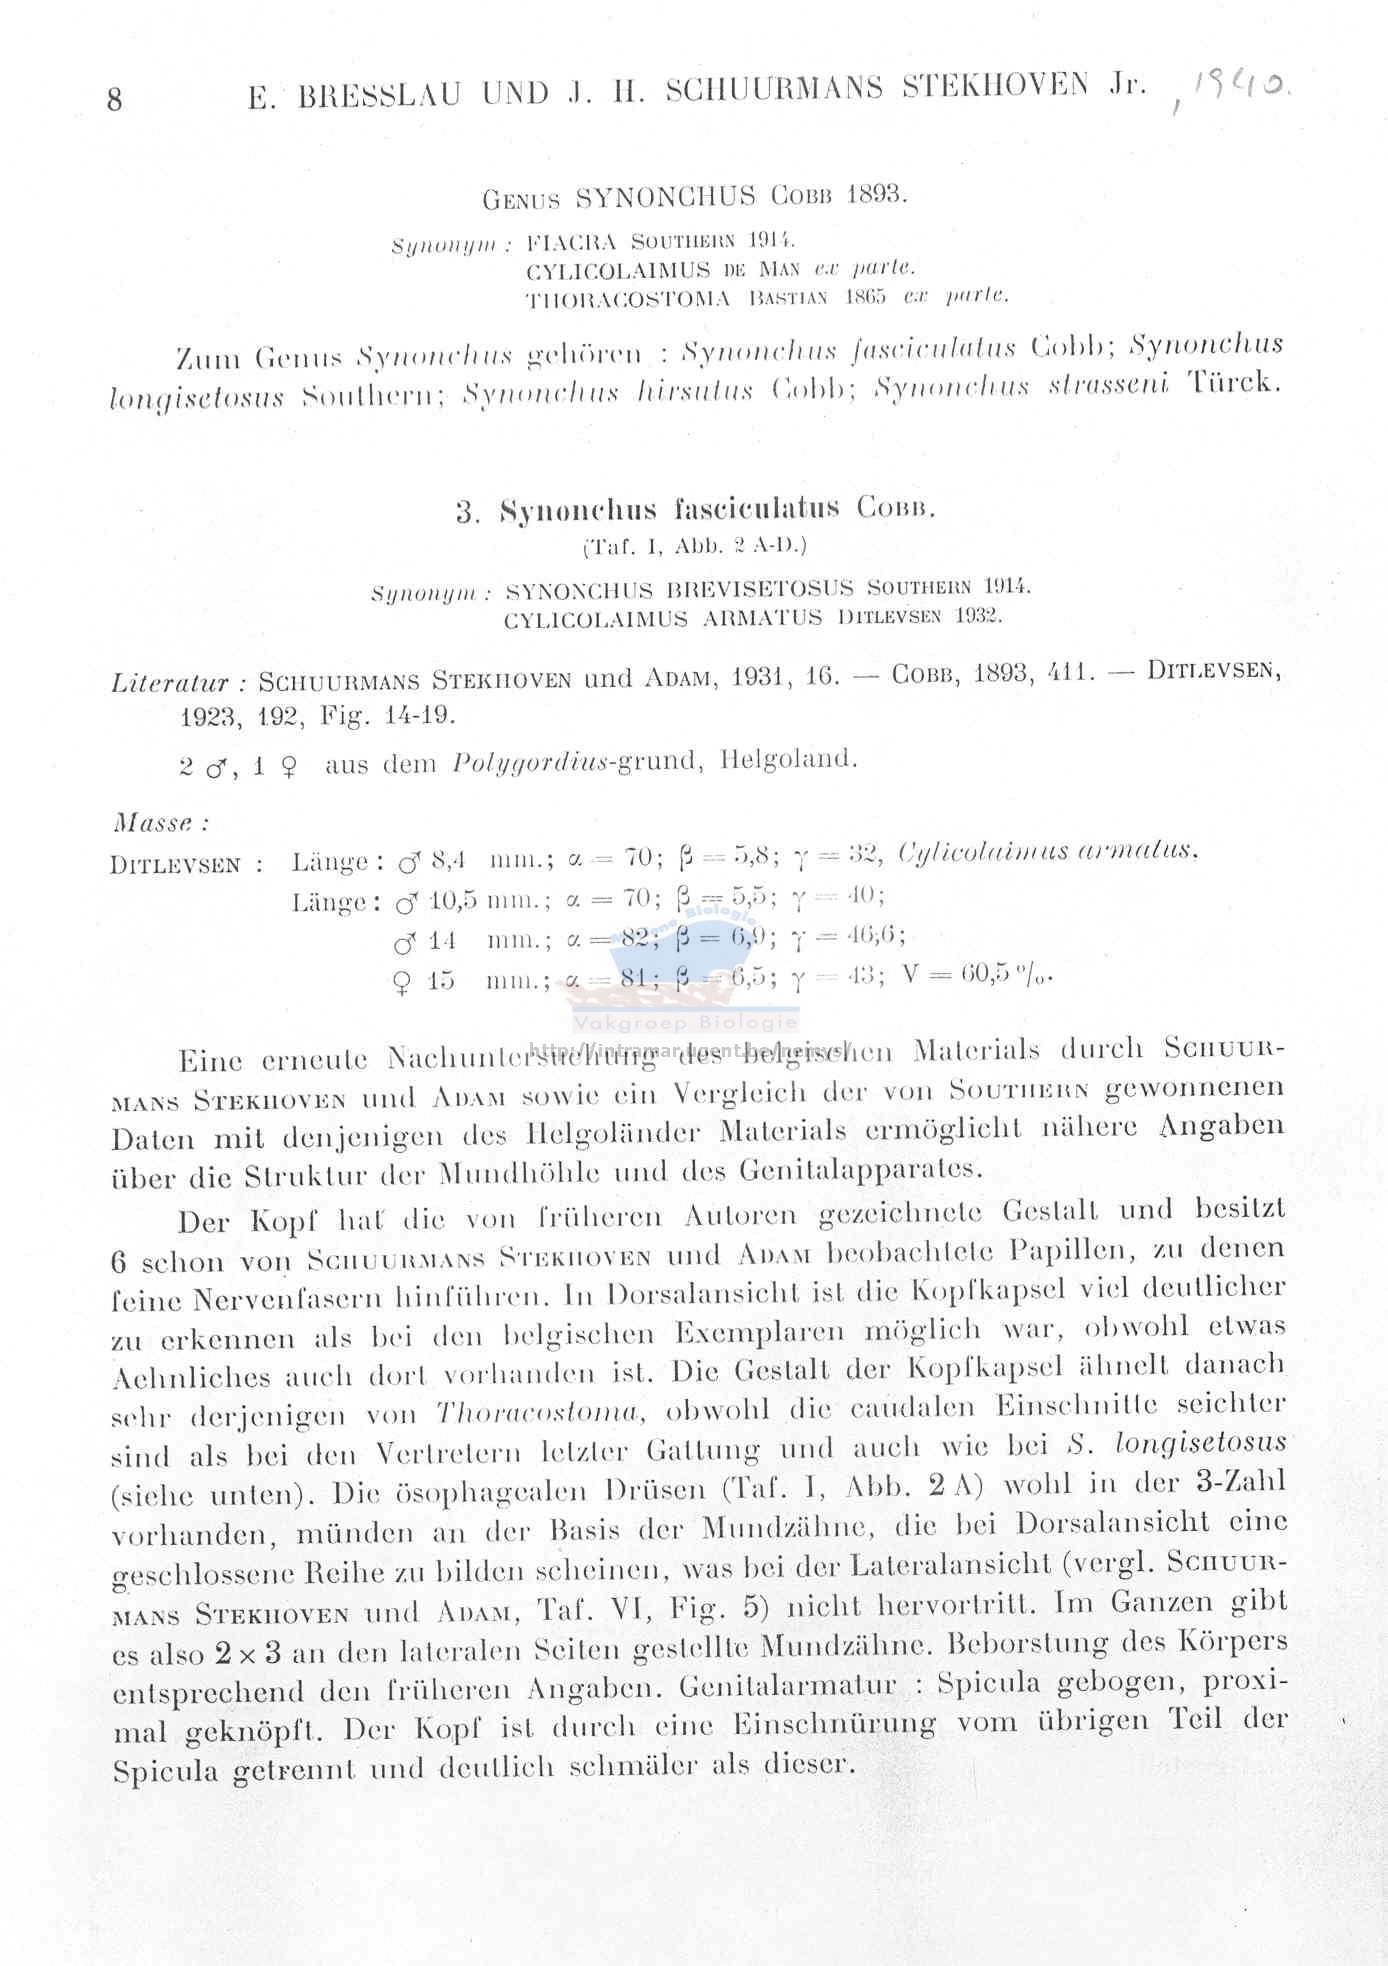 8 E. BRESSLAU UND J. H. SCHUURMANS STEKHOVEN Jr. , 1940.
GENUS SYNONCHUS COBB 1893.
Synonym : FIACRA SOUTHERN 1914.
CYLICOLAIMUS DE MAN ex parte.
THORACOSTOMA BASTIAN 1865 ex parte.
Zum Genus Synonchus gehören : Synonchus fasciculatus Cobb; Synonchus
longisetosus Southern; Synonchus hirsutus Cobb; Synonchus strasseni Türck.
3. Synonchus fasciculatus COBB.
(Taf. I, Abb. 2 A-D.)
Synonym : SYNONCHUS BREVISETOSUS SOUTHERN 1914.
CYLICOLAIMUS ARMATUS DITLEVSEN 1932.
Literatur : SCHUURMANS STEKHOVEN und ADAM, 1931, 16. — COBB, 1893, 411. — DITLEVSEN,
1923, 192, Fig. 14-19.
2 ♂, 1 ♀ aus dem Polygordius-grund, Helgoland.
Masse :
DITLEVSEN : Länge : ♂ 8,4 mm.; α = 70; β = 5,8; γ = 32, Cylicolaimus armatus.
Länge : ♂ 10,5 mm.; α = 70; β = 5,5; γ = 40;
♂ 14 mm.; α = 82; β = 6,9; γ = 46,6;
♀ 15 mm.; α = 81; β = 6,5; γ = 43; V = 60,5 %.
Mariene Biologie
Vakgroep Biologie
http://intramar.ugent.be/nemys/
Eine erneute Nachuntersuchung des belgischen Materials durch SCHUUR-
MANS STEKHOVEN und ADAM sowie ein Vergleich der von SOUTHERN gewonnenen
Daten mit denjenigen des Helgoländer Materials ermöglicht nähere Angaben
über die Struktur der Mundhöhle und des Genitalapparates.
Der Kopf hat die von früheren Autoren gezeichnete Gestalt und besitzt
6 schon von SCHUURMANS STEKHOVEN und ADAM beobachtete Papillen, zu denen
feine Nervenfasern hinführen. In Dorsalansicht ist die Kopfkapsel viel deutlicher
zu erkennen als bei den belgischen Exemplaren möglich war, obwohl etwas
Aehnliches auch dort vorhanden ist. Die Gestalt der Kopfkapsel ähnelt danach
sehr derjenigen von Thoracostoma, obwohl die caudalen Einschnitte seichter
sind als bei den Vertretern letzter Gattung und auch wie bei S. longisetosus
(siehe unten). Die ösophagealen Drüsen (Taf. I, Abb. 2 A) wohl in der 3-Zahl
vorhanden, münden an der Basis der Mundzähne, die bei Dorsalansicht eine
geschlossene Reihe zu bilden scheinen, was bei der Lateralansicht (vergl. SCHUUR-
MANS STEKHOVEN und ADAM, Taf. VI, Fig. 5) nicht hervortritt. Im Ganzen gibt
es also 2 × 3 an den lateralen Seiten gestellte Mundzähne. Beborstung des Körpers
entsprechend den früheren Angaben. Genitalarmatur : Spicula gebogen, proxi-
mal geknöpft. Der Kopf ist durch eine Einschnürung vom übrigen Teil der
Spicula getrennt und deutlich schmäler als dieser.